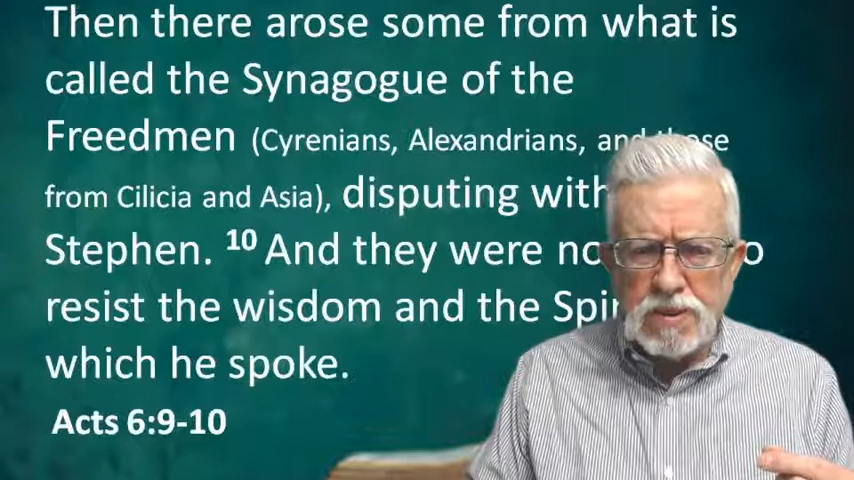 Then there arose some from what is
called the Synagogue of the
Freedmen (Cyrenians, Alexandrians, and those
from Cilicia and Asia), disputing with
Stephen. 10 And they were
resist the wisdom and the
which he spoke.
Acts 6:9-10